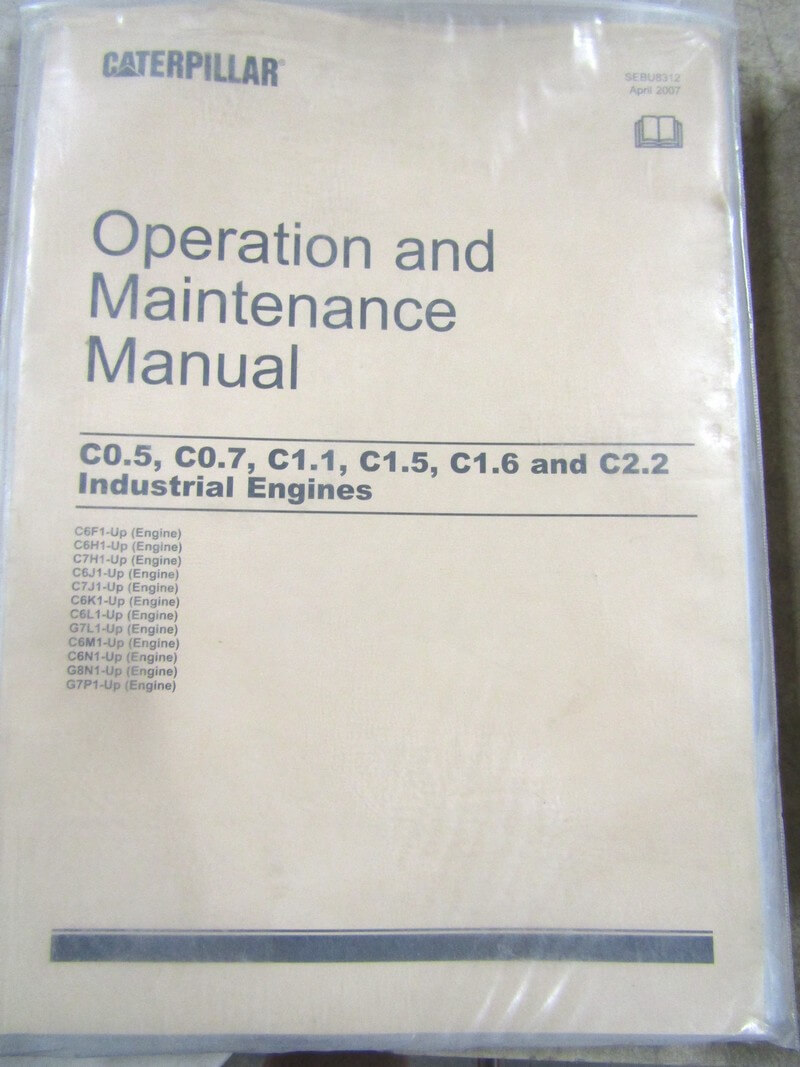 CATERPILLAR®
SEBU8312
April 2007
Operation and
Maintenance
Manual
C0.5, C0.7, C1.1, C1.5, C1.6 and C2.2
Industrial Engines
C6F1-Up (Engine)
C6H1-Up (Engine)
C7H1-Up (Engine)
C6J1-Up (Engine)
C7J1-Up (Engine)
C6K1-Up (Engine)
C6L1-Up (Engine)
G7L1-Up (Engine)
C6M1-Up (Engine)
C6N1-Up (Engine)
G8N1-Up (Engine)
G7P1-Up (Engine)